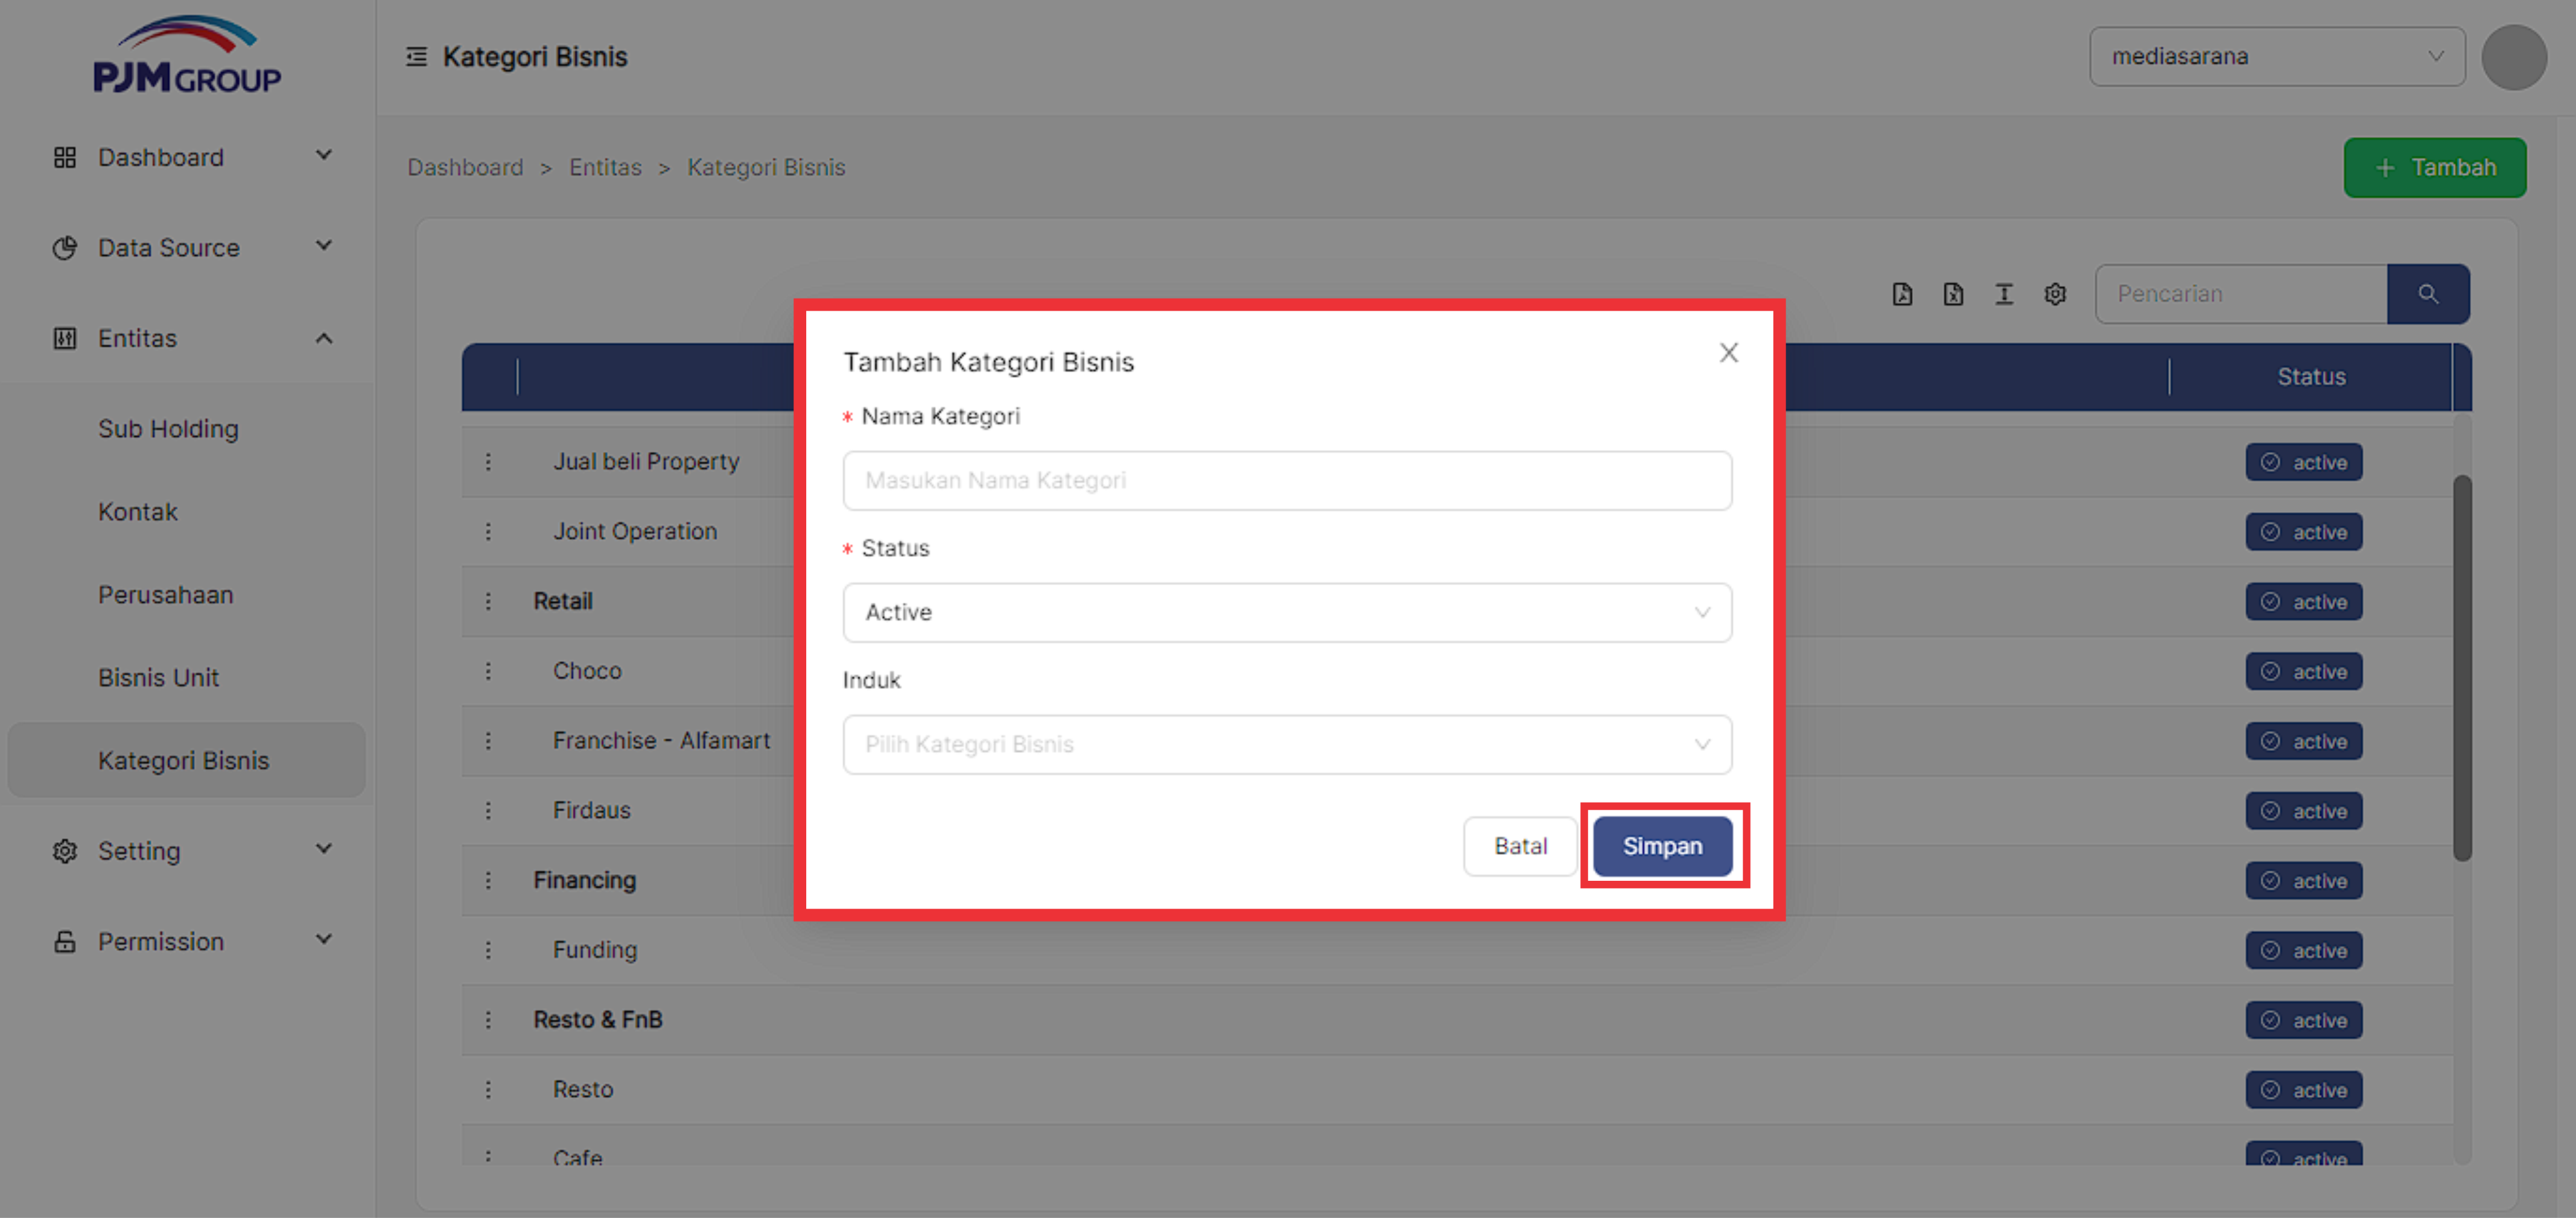 PJM GROUP
Kategori Bisnis
mediasarana
Dashboard
Data Source
Entitas
Sub Holding
Kontak
Perusahaan
Bisnis Unit
Kategori Bisnis
Setting
Permission
Dashboard > Entitas > Kategori Bisnis
+ Tambah
Pencarian
Status
Jual beli Property active
Joint Operation active
Retail active
Choco active
Franchise - Alfamart active
Firdaus active
Financing active
Funding active
Resto & FnB active
Resto active
Cafe active
Tambah Kategori Bisnis
* Nama Kategori
Masukan Nama Kategori
* Status
Active
Induk
Pilih Kategori Bisnis
Batal Simpan